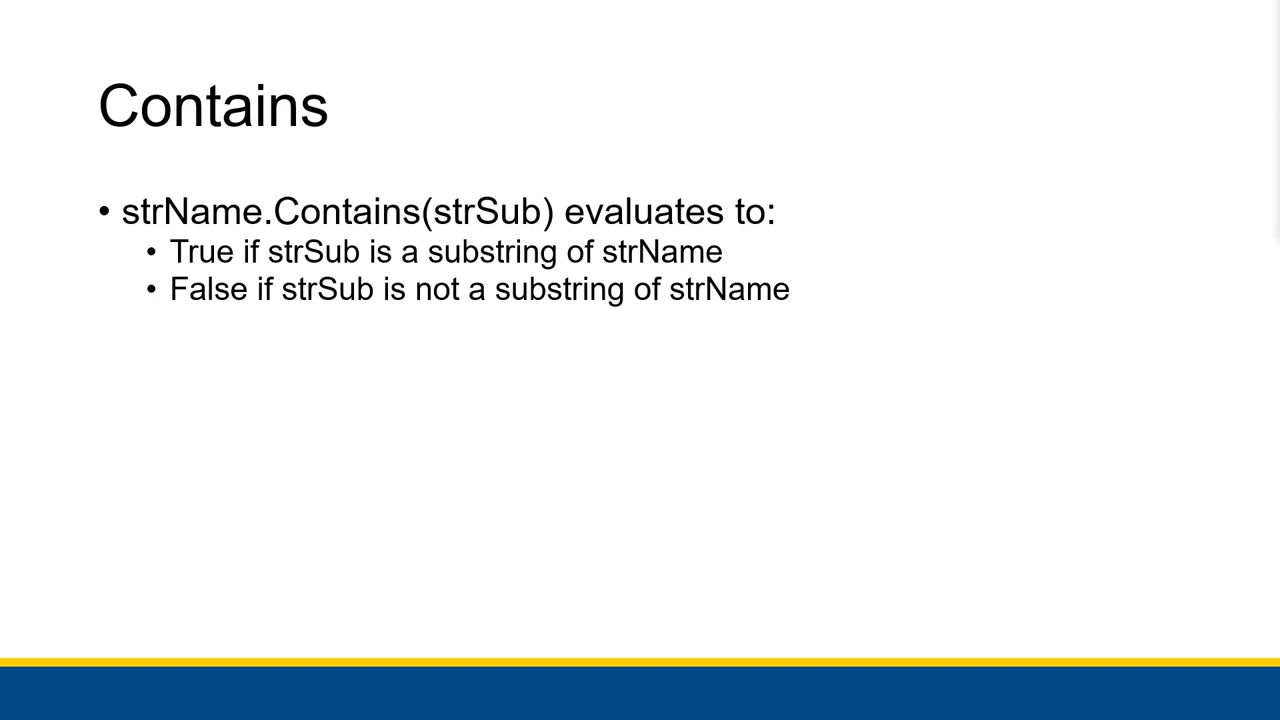 Contains
• strName.Contains(strSub) evaluates to:
• True if strSub is a substring of strName
• False if strSub is not a substring of strName